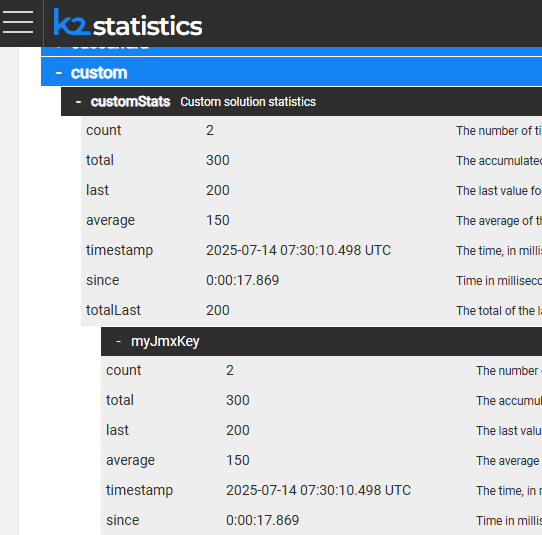 k2 statistics
- custom
- customStats Custom solution statistics
count 2 The number of ti
total 300 The accumulated
last 200 The last value fo
average 150 The average of th
timestamp 2025-07-14 07:30:10.498 UTC The time, in milli
since 0:00:17.869 Time in millisecc
totalLast 200 The total of the la
- myJmxKey
count 2 The number
total 300 The accumul
last 200 The last valu
average 150 The average
timestamp 2025-07-14 07:30:10.498 UTC The time, in r
since 0:00:17.869 Time in millis